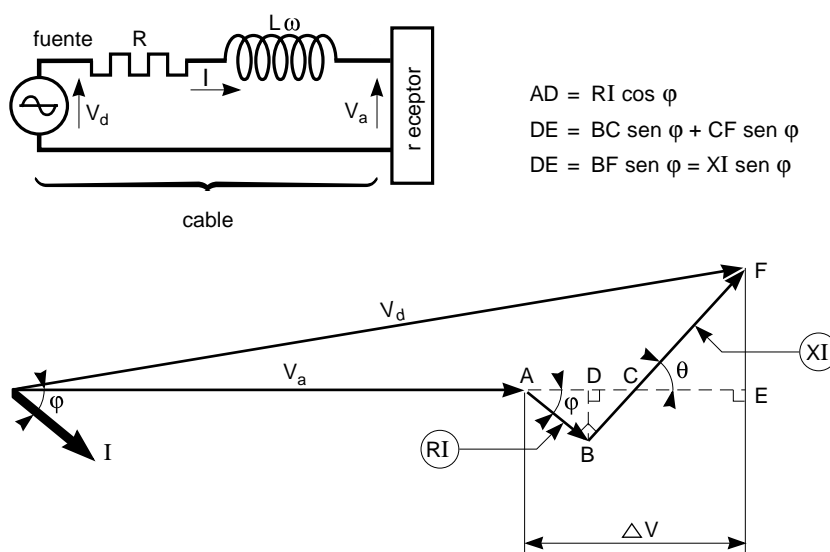 fuente
R
Lω
I
V_d
V_a
r eceptor
cable
AD = RI cos φ
DE = BC sen φ + CF sen φ
DE = BF sen φ = XI sen φ
F
V_d
XI
V_a
A
D
C
θ
E
φ
φ
I
RI
B
△V